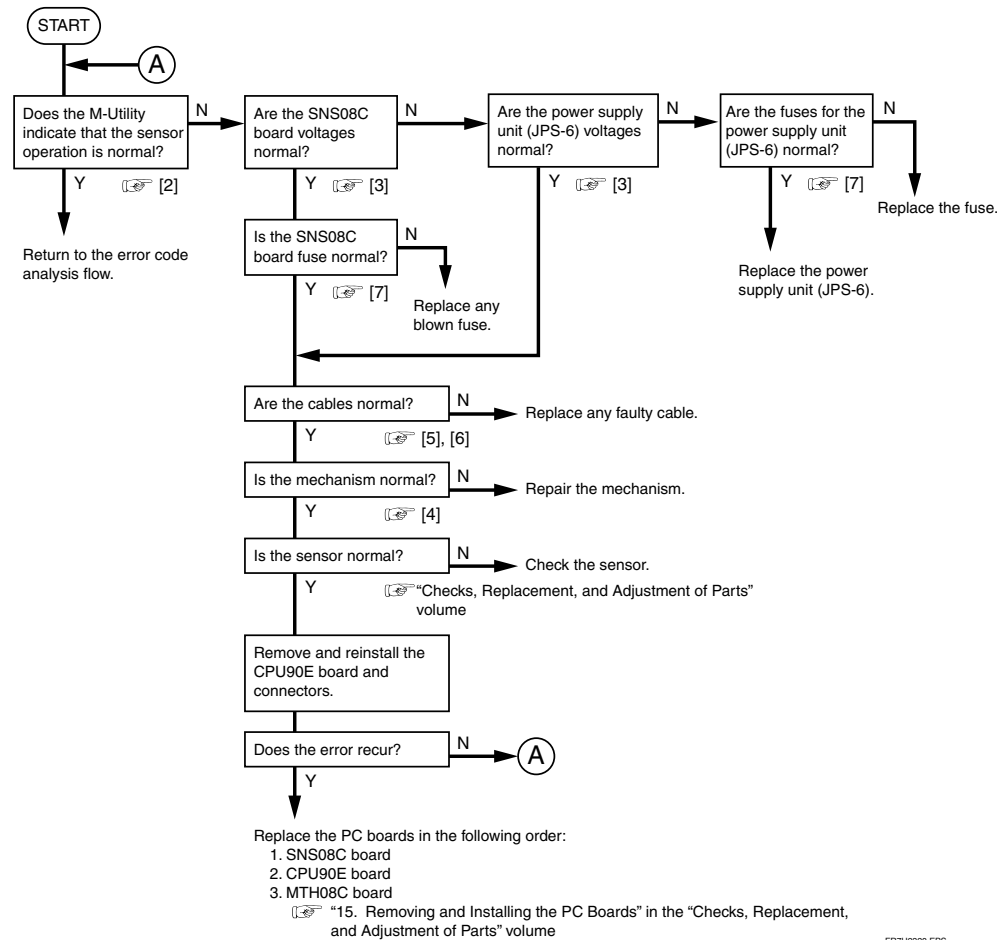 START
A
Does the M-Utility
indicate that the sensor
operation is normal?
N
Y
[2]
Return to the error code
analysis flow.
Are the SNS08C
board voltages
normal?
N
Y
[3]
Are the power supply
unit (JPS-6) voltages
normal?
N
Y
[3]
Are the fuses for the
power supply unit
(JPS-6) normal?
N
Y
[7]
Replace the fuse.
Replace the power
supply unit (JPS-6).
Is the SNS08C
board fuse normal?
N
Y
[7]
Replace any
blown fuse.
Are the cables normal?
N
Replace any faulty cable.
Y
[5], [6]
Is the mechanism normal?
N
Repair the mechanism.
Y
[4]
Is the sensor normal?
N
Check the sensor.
Y
"Checks, Replacement, and Adjustment of Parts"
volume
Remove and reinstall the
CPU90E board and
connectors.
Does the error recur?
N
A
Y
Replace the PC boards in the following order:
1. SNS08C board
2. CPU90E board
3. MTH08C board
"15. Removing and Installing the PC Boards" in the "Checks, Replacement,
and Adjustment of Parts" volume